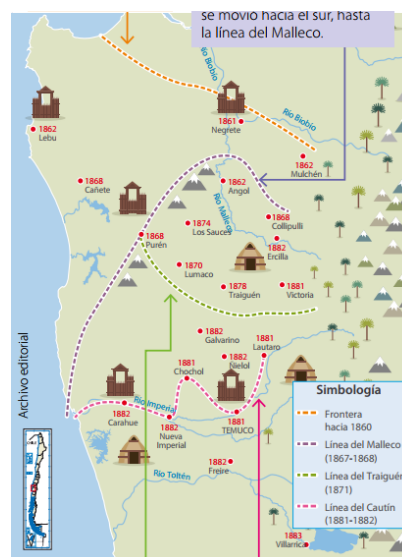 se movió hacia el sur, hasta
la línea del Malleco.
Río Biobío
Río Biobío
1861
Negrete
1862
Lebu
1862
Mulchén
1868
Cañete
1862
Angol
Río Malleco
1874
Los Sauces
1868
Collipulli
1868
Purén
1882
Ercilla
1870
Lumaco
1878
Traiguén
1881
Victoria
1882
Galvarino
1881
Lautaro
1882
Ñielol
1881
Chochol
Río Imperial
1882
Carahue
1882
Nueva
Imperial
1881
TEMUCO
1882
Freire
Río Toltén
1883
Villarrica
Archivo editorial
Simbología
Frontera
hacia 1860
Línea del Malleco
(1867-1868)
Línea del Traiguén
(1871)
Línea del Cautín
(1881-1882)